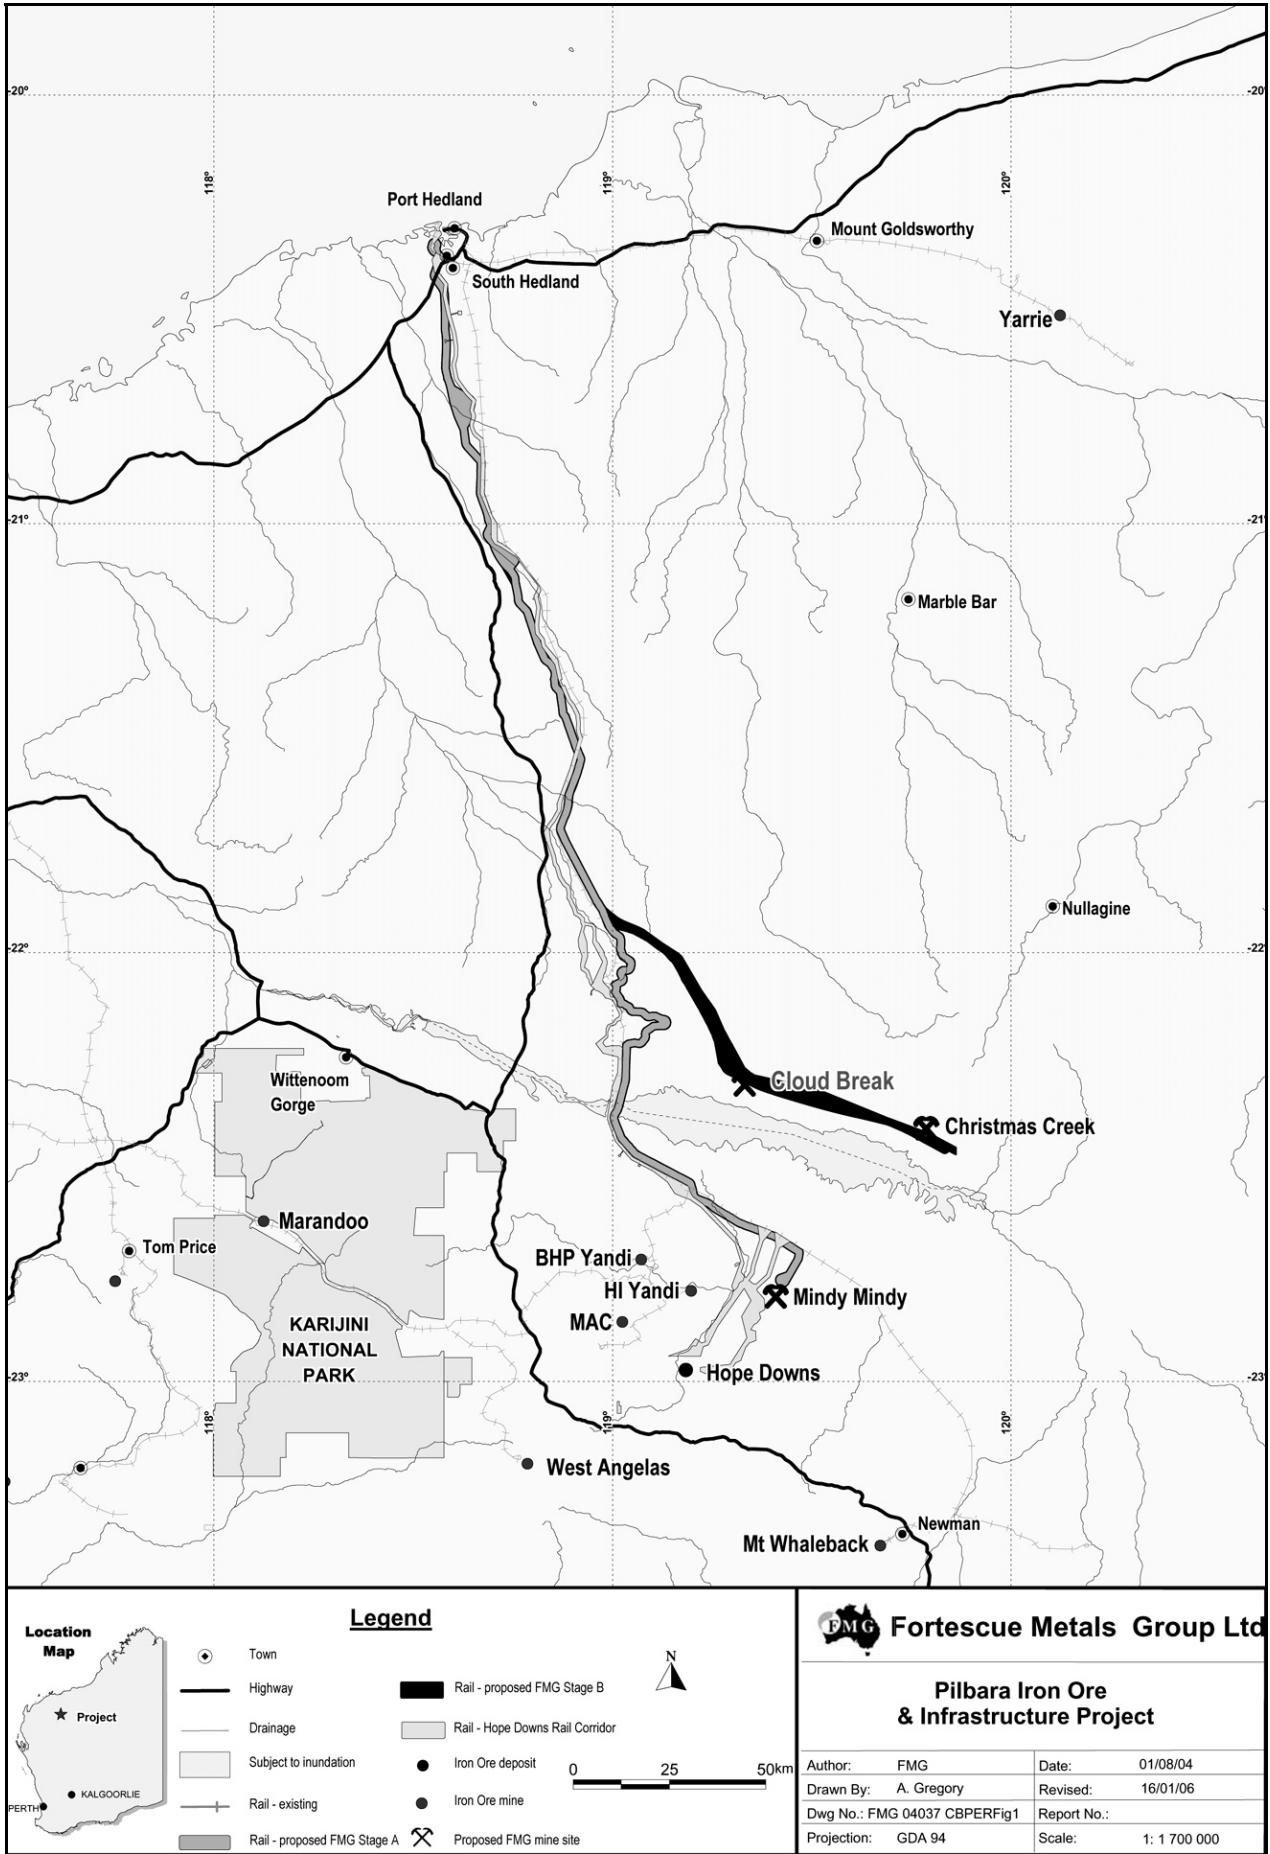 -20°
-20°
118°
119°
120°
Port Hedland
Mount Goldsworthy
South Hedland
Yarrie
-21°
-21°
Marble Bar
Nullagine
-22°
-22°
Wittenoom
Gorge
Cloud Break
Christmas Creek
Marandoo
Tom Price
BHP Yandi
HI Yandi
Mindy Mindy
MAC
KARIJINI
NATIONAL
PARK
Hope Downs
-23°
-23°
118°
119°
120°
West Angelas
Newman
Mt Whaleback
Legend
Location
Map
Project
KALGOORLIE
PERTH
Town
Highway
Drainage
Subject to inundation
Rail - existing
Rail - proposed FMG Stage A
Rail - proposed FMG Stage B
Rail - Hope Downs Rail Corridor
Iron Ore deposit
Iron Ore mine
Proposed FMG mine site
N
0 25 50km
FMG
Fortescue Metals Group Ltd
Pilbara Iron Ore
& Infrastructure Project
Author: FMG Date: 01/08/04
Drawn By: A. Gregory Revised: 16/01/06
Dwg No.: FMG 04037 CBPERFig1 Report No.:
Projection: GDA 94 Scale: 1: 1 700 000